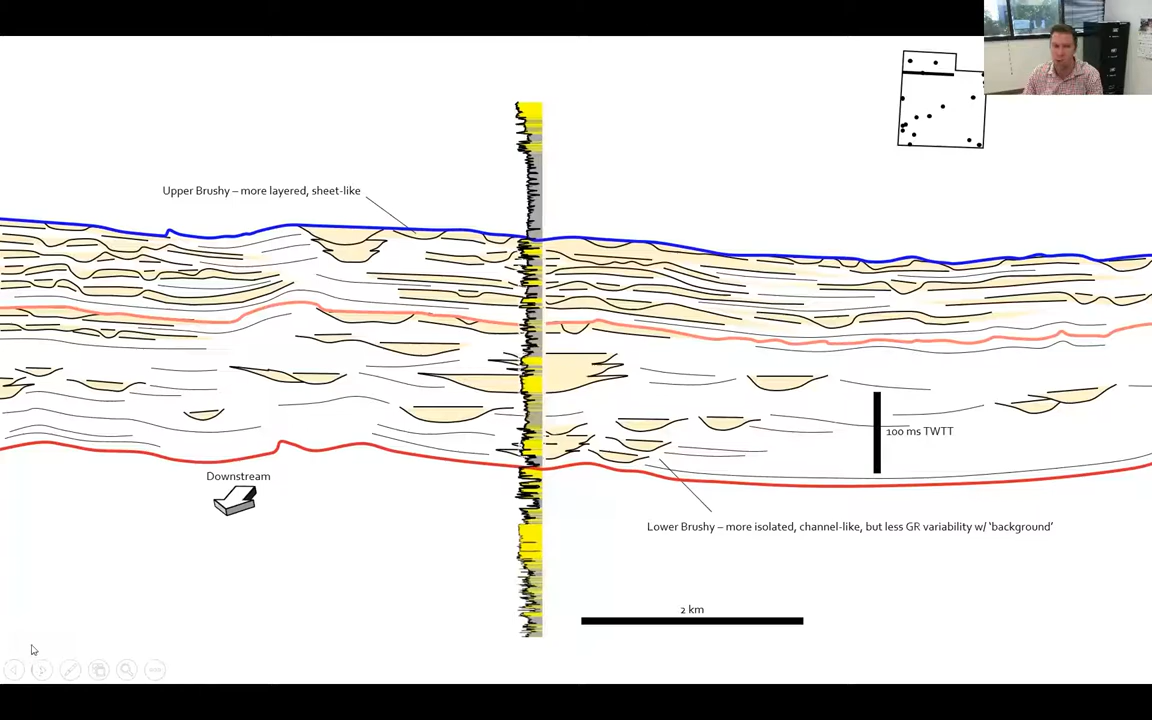 Upper Brushy – more layered, sheet-like
100 ms TWTT
Downstream
Lower Brushy – more isolated, channel-like, but less GR variability w/ ‘background’
2 km